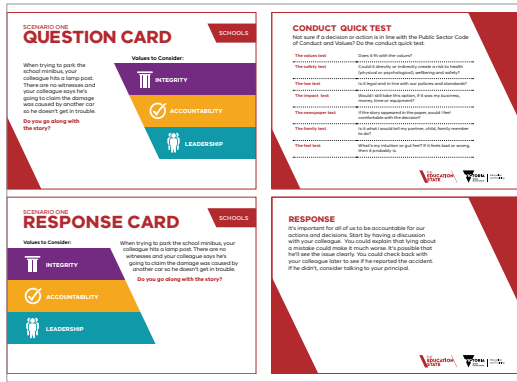 SCENARIO ONE
QUESTION CARD
SCHOOLS
Values to Consider:
When trying to park the
school minibus, your
colleague hits a lamp post.
There are no witnesses and
your colleague says he's
going to claim the damage
was caused by another car
so he doesn't get in trouble.
Do you go along with
the story?
INTEGRITY
ACCOUNTABILITY
LEADERSHIP
CONDUCT QUICK TEST
Not sure if a decision or action is in line with the Public Sector Code
of Conduct and Values? Do the conduct quick test.
The values test
Does it fit with the values?
The safety test
Could it directly or indirectly create a risk to health
(physical or psychological), wellbeing and safety?
The law test
Is it legal and in line with our policies and standards?
The impact test
Would I still take this option, if it was my business,
money, time or equipment?
The newspaper test
If the story appeared in the paper would I feel
comfortable with the decision?
The family test
Is it what I would tell my partner, child, family member
to do?
The feel test
What's my intuition or gut feel? If it feels bad or wrong,
then it probably is.
THE
EDUCATION
STATE
VICTORIA
SCENARIO ONE
RESPONSE CARD
SCHOOLS
Values to Consider:
INTEGRITY
ACCOUNTABILITY
LEADERSHIP
When trying to park the school minibus, your
colleague hits a lamp post. There are no
witnesses and your colleague says he's
going to claim the damage was caused by
another car so he doesn't get in trouble.
Do you go along with the story?
RESPONSE
It's important for all of us to be accountable for our
actions and decisions. Start by having a discussion
with your colleague. You could explain that lying about
a mistake could make it much worse. It's possible that
he'll see the issue clearly. You could check back with
your colleague later to see if he reported the accident.
If he didn't, consider talking to your principal.
THE
EDUCATION
STATE
VICTORIA